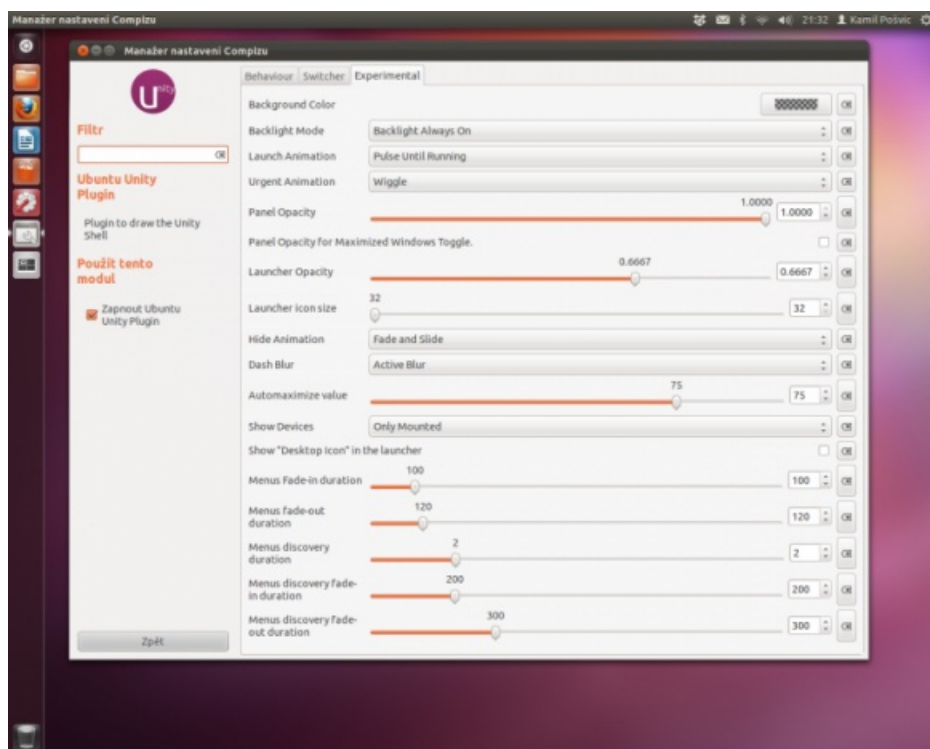 Manažer nastavení Compizu
21:32 Kamil Pošvic
Manažer nastavení Compizu
Unity
Filtr
Ubuntu Unity
Plugin
Plugin to draw the Unity
Shell
Použít tento
modul
Zapnout Ubuntu
Unity Plugin
Zpět
Behaviour Switcher Experimental
Background Color
Backlight Mode Backlight Always On
Launch Animation Pulse Until Running
Urgent Animation Wiggle
Panel Opacity 1.0000 1.0000
Panel Opacity for Maximized Windows Toggle.
Launcher Opacity 0.6667 0.6667
Launcher icon size 32 32
Hide Animation Fade and Slide
Dash Blur Active Blur
Automaximize value 75 75
Show Devices Only Mounted
Show "Desktop Icon" in the launcher
Menus Fade-in duration 100 100
Menus fade-out
duration 120 120
Menus discovery
duration 2 2
Menus discovery fade-
in duration 200 200
Menus discovery fade-
out duration 300 300